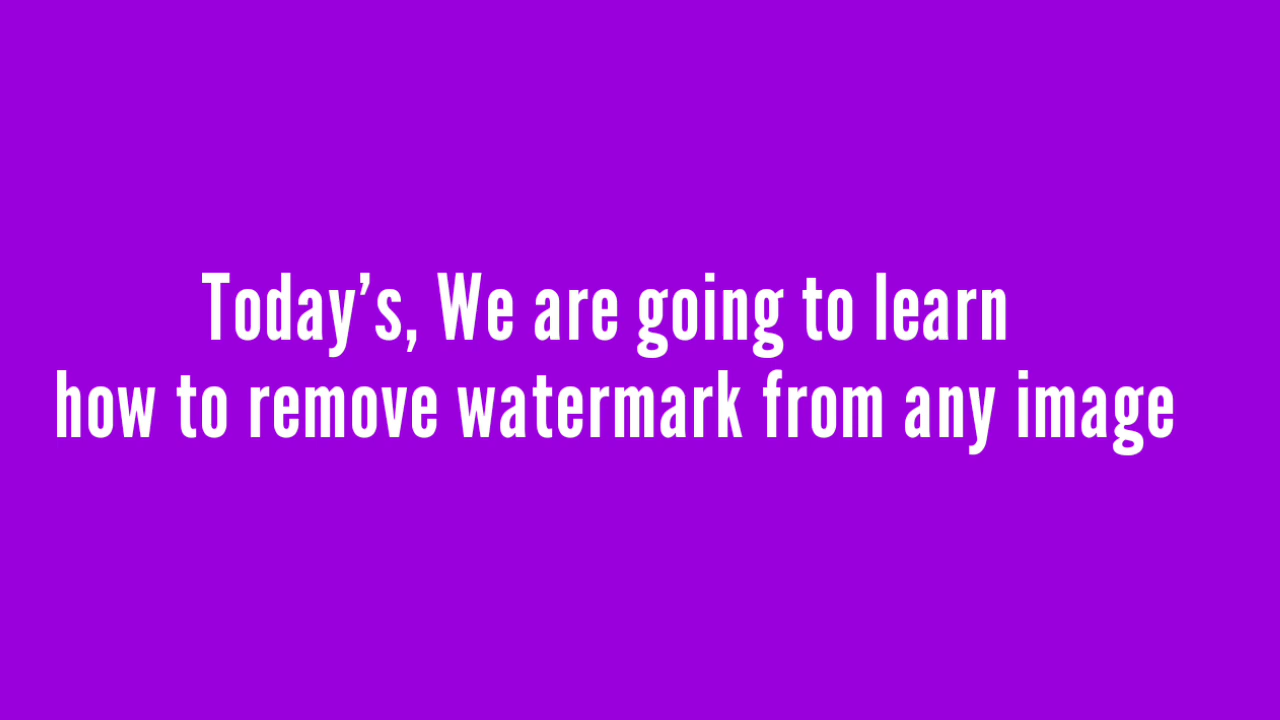 Today’s, We are going to learn
how to remove watermark from any image